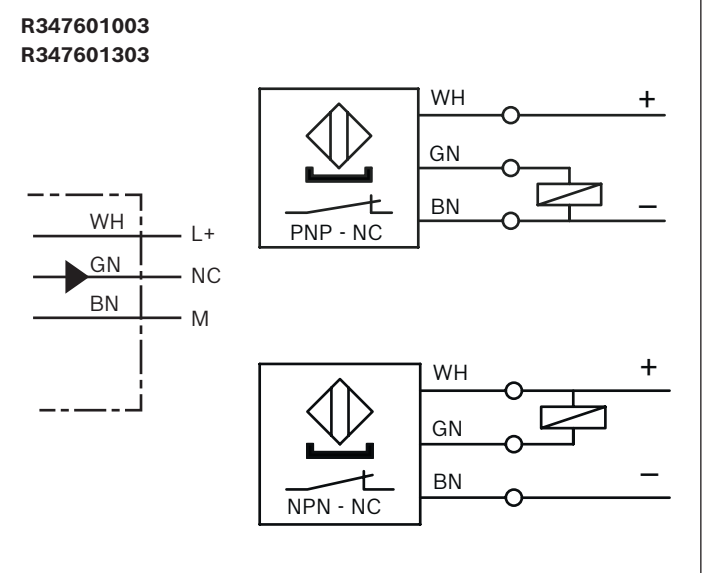 R347601003
R347601303
WH L+
GN NC
BN M
WH +
GN
BN –
PNP - NC
WH +
GN
BN –
NPN - NC